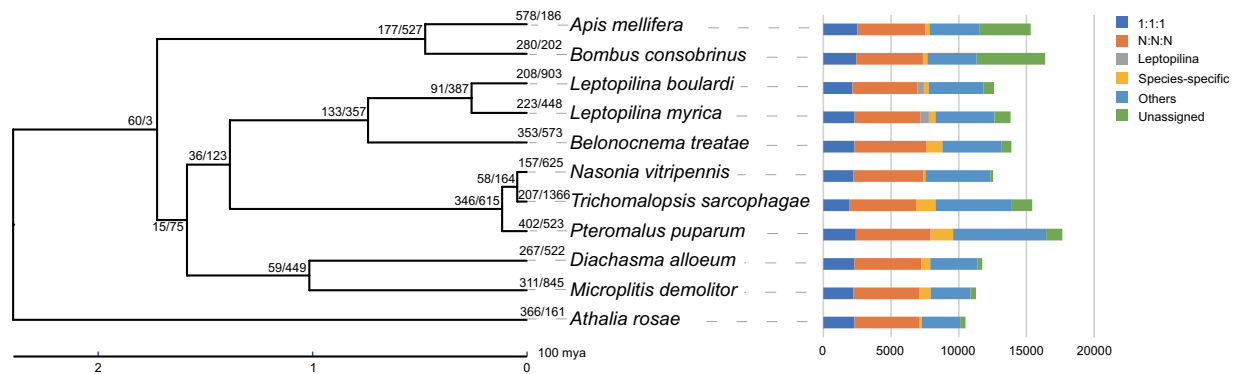 578/186
Apis mellifera
177/527
280/202
Bombus consobrinus
208/903
Leptopilina boulardi
91/387
223/448
Leptopilina myrica
133/357
353/573
Belonocnema treatae
60/3
36/123
157/625
Nasonia vitripennis
58/164
207/1366
Trichomalopsis sarcophagae
346/615
402/523
Pteromalus puparum
15/75
267/522
Diachasma alloeum
59/449
311/845
Microplitis demolitor
366/161
Athalia rosae
100 mya
2 1 0
0 5000 10000 15000 20000
1:1:1
N:N:N
Leptopilina
Species-specific
Others
Unassigned